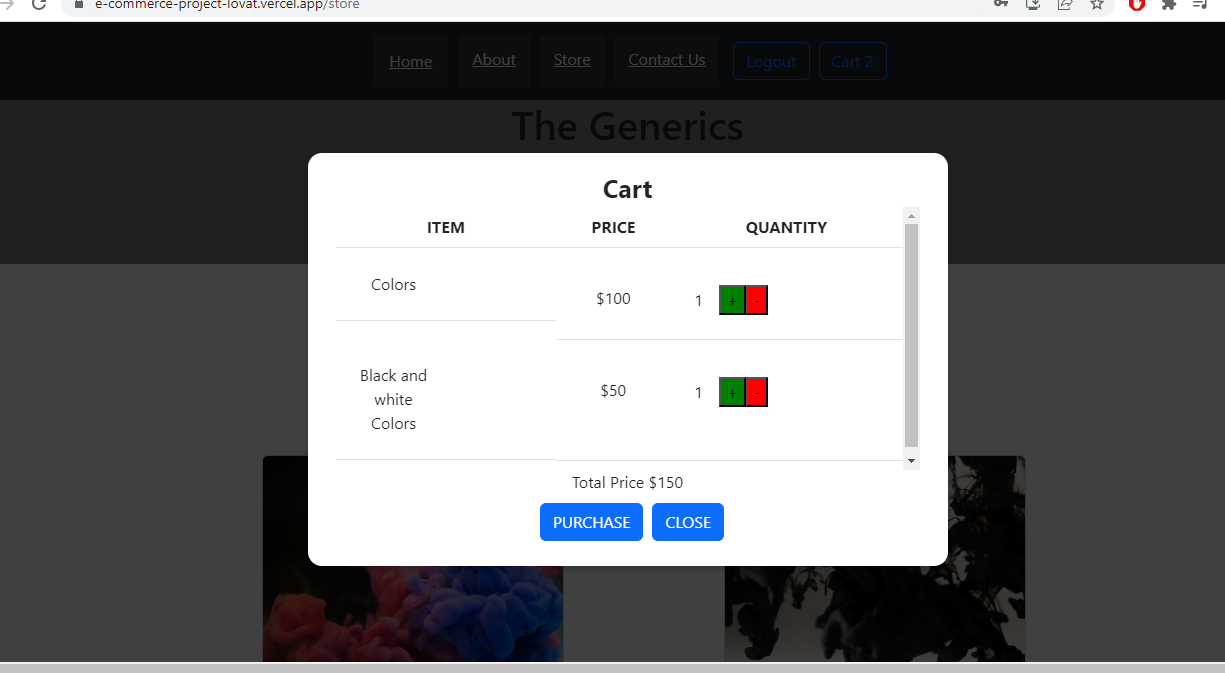 e-commerce-project-lovat.vercel.app/store
Home About Store Contact Us Logout Cart 2
The Generics
Cart
ITEM PRICE QUANTITY
Colors $100 1 + -
Black and
white $50 1 + -
Colors
Total Price $150
PURCHASE CLOSE